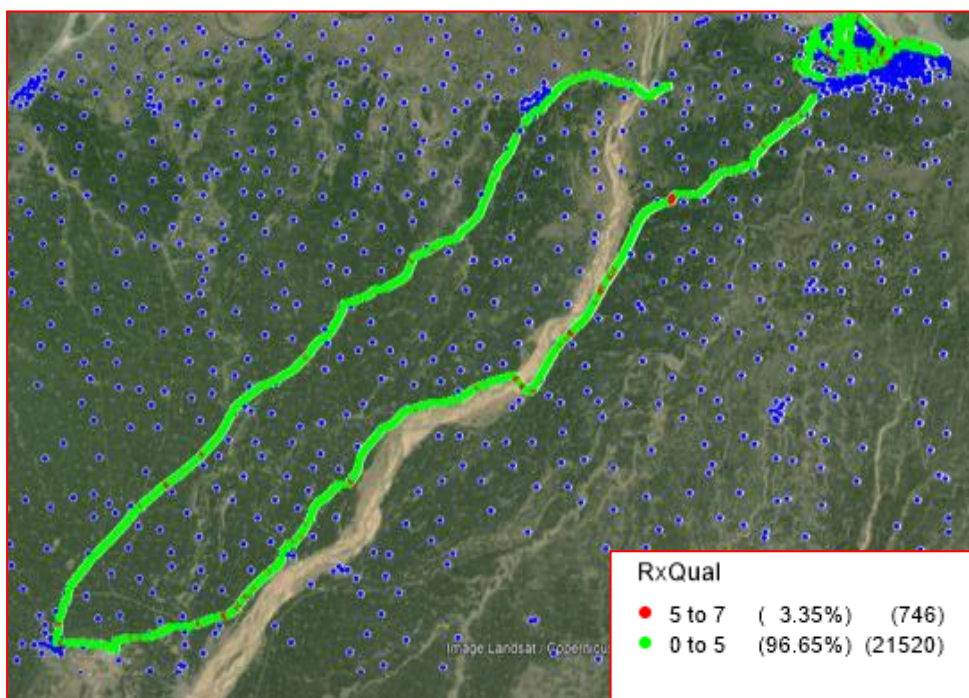 RxQual
5 to 7 ( 3.35%) (746)
0 to 5 (96.65%) (21520)
Image Landsat / Copernicus